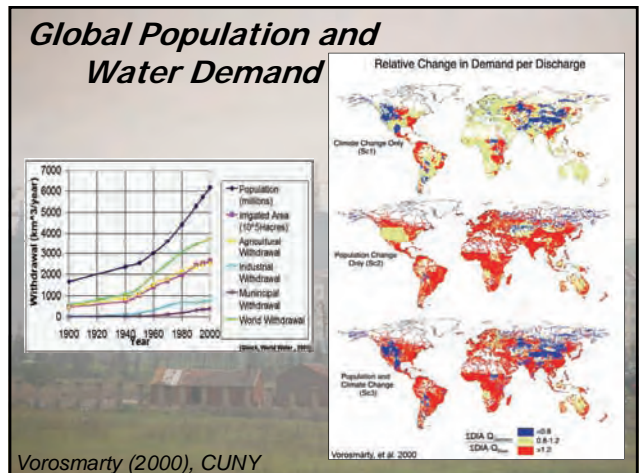 Global Population and
Water Demand
Relative Change in Demand per Discharge
Climate Change Only
(Sc1)
Population Change
Only (Sc2)
Population and
Climate Change
(Sc3)
<0.8
0.8-1.2
>1.2
Vorosmarty, et al. 2000
Withdrawal (km^3/year)
7000
6000
5000
4000
3000
2000
1000
0
1900
1920
1940
1960
1980
2000
Year
Population
(millions)
Irrigated Area
(10^5Hacres)
Agricultural
Withdrawal
Industrial
Withdrawal
Municipal
Withdrawal
World Withdrawal
Vorosmarty (2000), CUNY